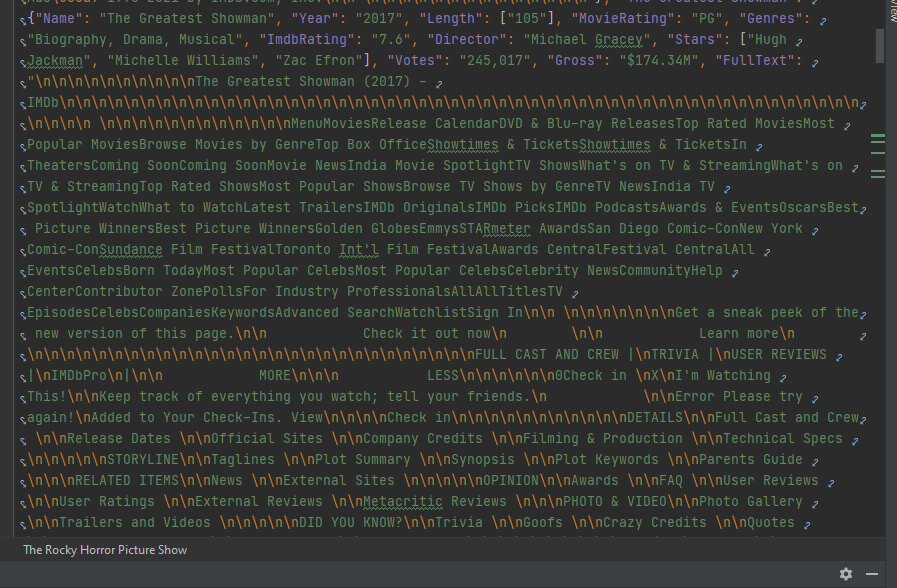 {"Name": "The Greatest Showman", "Year": "2017", "Length": ["105"], "MovieRating": "PG", "Genres":
"Biography, Drama, Musical", "ImdbRating": "7.6", "Director": "Michael Gracey", "Stars": ["Hugh
Jackman", "Michelle Williams", "Zac Efron"], "Votes": "245,017", "Gross": "$174.34M", "FullText":
"\n\n\n\n\n\n\n\n\n\n\nThe Greatest Showman (2017) -
IMDb\n\n\n\n\n\n\n\n\n\n\n\n\n\n\n\n\n\n\n\n\n\n\n\n\n\n\n\n\n\n\n\n\n\n\n\n\n\n\n\n\n\n\n\n\n\n\n\n\n\n
\n\n\n\n \n\n\n\n\n\n\n\n\n\n\n\nMenuMoviesRelease CalendarDVD & Blu-ray ReleasesTop Rated MoviesMost
Popular MoviesBrowse Movies by GenreTop Box OfficeShowtimes & TicketsShowtimes & TicketsIn
TheatersComing SoonComing SoonMovie NewsIndia Movie SpotlightTV ShowsWhat's on TV & StreamingWhat's on
TV & StreamingTop Rated ShowsMost Popular ShowsBrowse TV Shows by GenreTV NewsIndia TV
SpotlightWatchWhat to WatchLatest TrailersIMDb OriginalsIMDb PicksIMDb PodcastsAwards & EventsOscarsBest
Picture WinnersBest Picture WinnersGolden GlobesEmmysSTARmeter AwardsSan Diego Comic-ConNew York
Comic-ConSundance Film FestivalToronto Int'l Film FestivalAwards CentralFestival CentralAll
EventsCelebsBorn TodayMost Popular CelebsMost Popular CelebsCelebrity NewsCommunityHelp
CenterContributor ZonePollsFor Industry ProfessionalsAllAllTitlesTV
EpisodesCelebsCompaniesKeywordsAdvanced SearchWatchlistSign In\n\n\n \n\n\n\n\n\n\nGet a sneak peek of the
new version of this page.\n\n            Check it out now\n        \n\n            Learn more\n
\n\n\n\n\n\n\n\n\n\n\n\n\n\n\n\n\n\n\n\n\n\n\n\n\n\n\n\nFULL CAST AND CREW |\nTRIVIA |\nUSER REVIEWS
|\nIMDbPro\n|\n\n            MORE\n\n\n            LESS\n\n\n\n\n\n0Check in \nX\nI'm Watching
This!\n\nKeep track of everything you watch; tell your friends.\n            \n\nError Please try
again!\nAdded to Your Check-Ins. View\n\n\n\n\nCheck in\n\n\n\n\n\n\n\n\n\n\nDETAILS\n\nFull Cast and Crew
\n\nRelease Dates \n\nOfficial Sites \n\nCompany Credits \n\nFilming & Production \n\nTechnical Specs
\n\n\n\n\nSTORYLINE\n\nTaglines \n\nPlot Summary \n\nSynopsis \n\nPlot Keywords \n\nParents Guide
\n\n\n\nRELATED ITEMS\n\nNews \n\nExternal Sites \n\n\n\n\n\nOPINION\n\nAwards \n\nFAQ \n\nUser Reviews
\n\nUser Ratings \n\nExternal Reviews \n\nMetacritic Reviews \n\n\n\nPHOTO & VIDEO\n\nPhoto Gallery
\n\nTrailers and Videos \n\n\n\n\nDID YOU KNOW?\n\nTrivia \n\nGoofs \n\nCrazy Credits \n\nQuotes
The Rocky Horror Picture Show